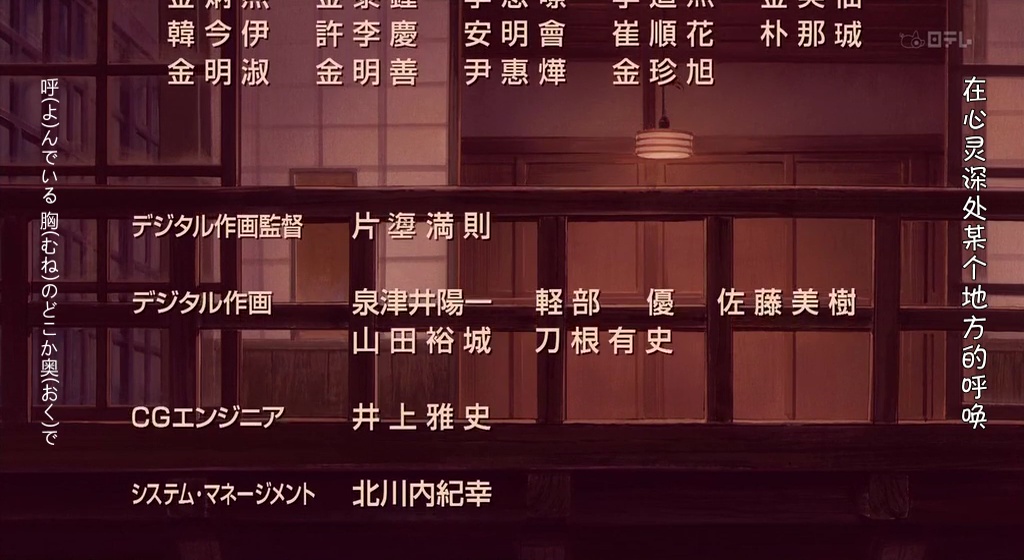 韓今伊 許李慶 安明會 崔順花 朴那珹
金明淑 金明善 尹惠燁 金珍旭
日テレ
デジタル作画監督 片塰満則
デジタル作画 泉津井陽一 軽部 優 佐藤美樹
山田裕城 刀根有史
CGエンジニア 井上雅史
システム・マネージメント 北川内紀幸
呼(よ)んでいる 胸(むね)のどこか奥(おく)で
在心灵深处某个地方的呼唤